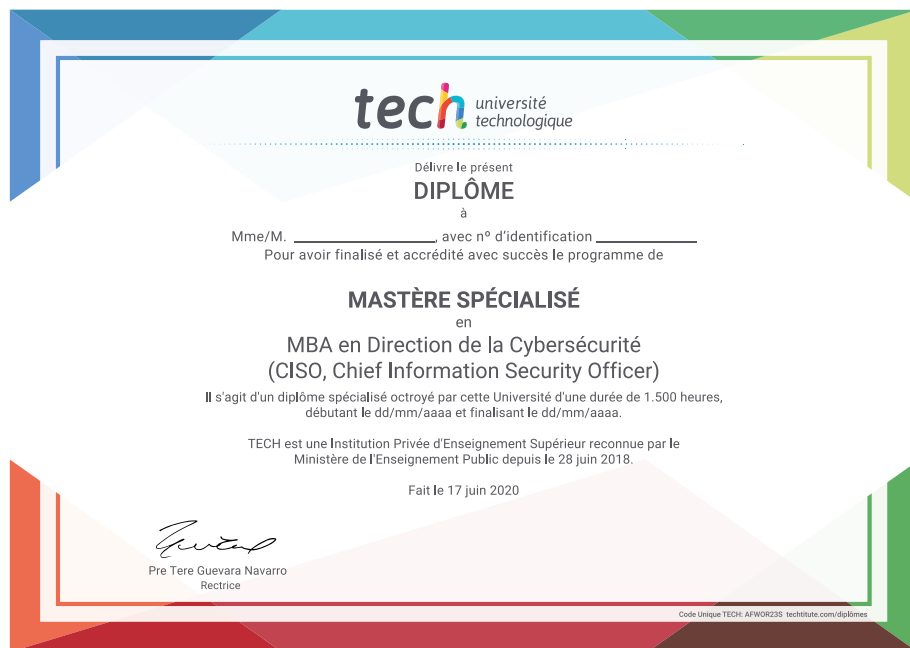 tech université
technologique
Délivre le présent
DIPLÔME
à
Mme/M. ____________________, avec nº d'identification ______________
Pour avoir finalisé et accrédité avec succès le programme de
MASTÈRE SPÉCIALISÉ
en
MBA en Direction de la Cybersécurité
(CISO, Chief Information Security Officer)
Il s'agit d'un diplôme spécialisé octroyé par cette Université d'une durée de 1.500 heures,
débutant le dd/mm/aaaa et finalisant le dd/mm/aaaa.
TECH est une Institution Privée d'Enseignement Supérieur reconnue par le
Ministère de l'Enseignement Public depuis le 28 juin 2018.
Fait le 17 juin 2020
Pre Tere Guevara Navarro
Rectrice
Code Unique TECH: AFWOR23S techtitute.com/diplômes